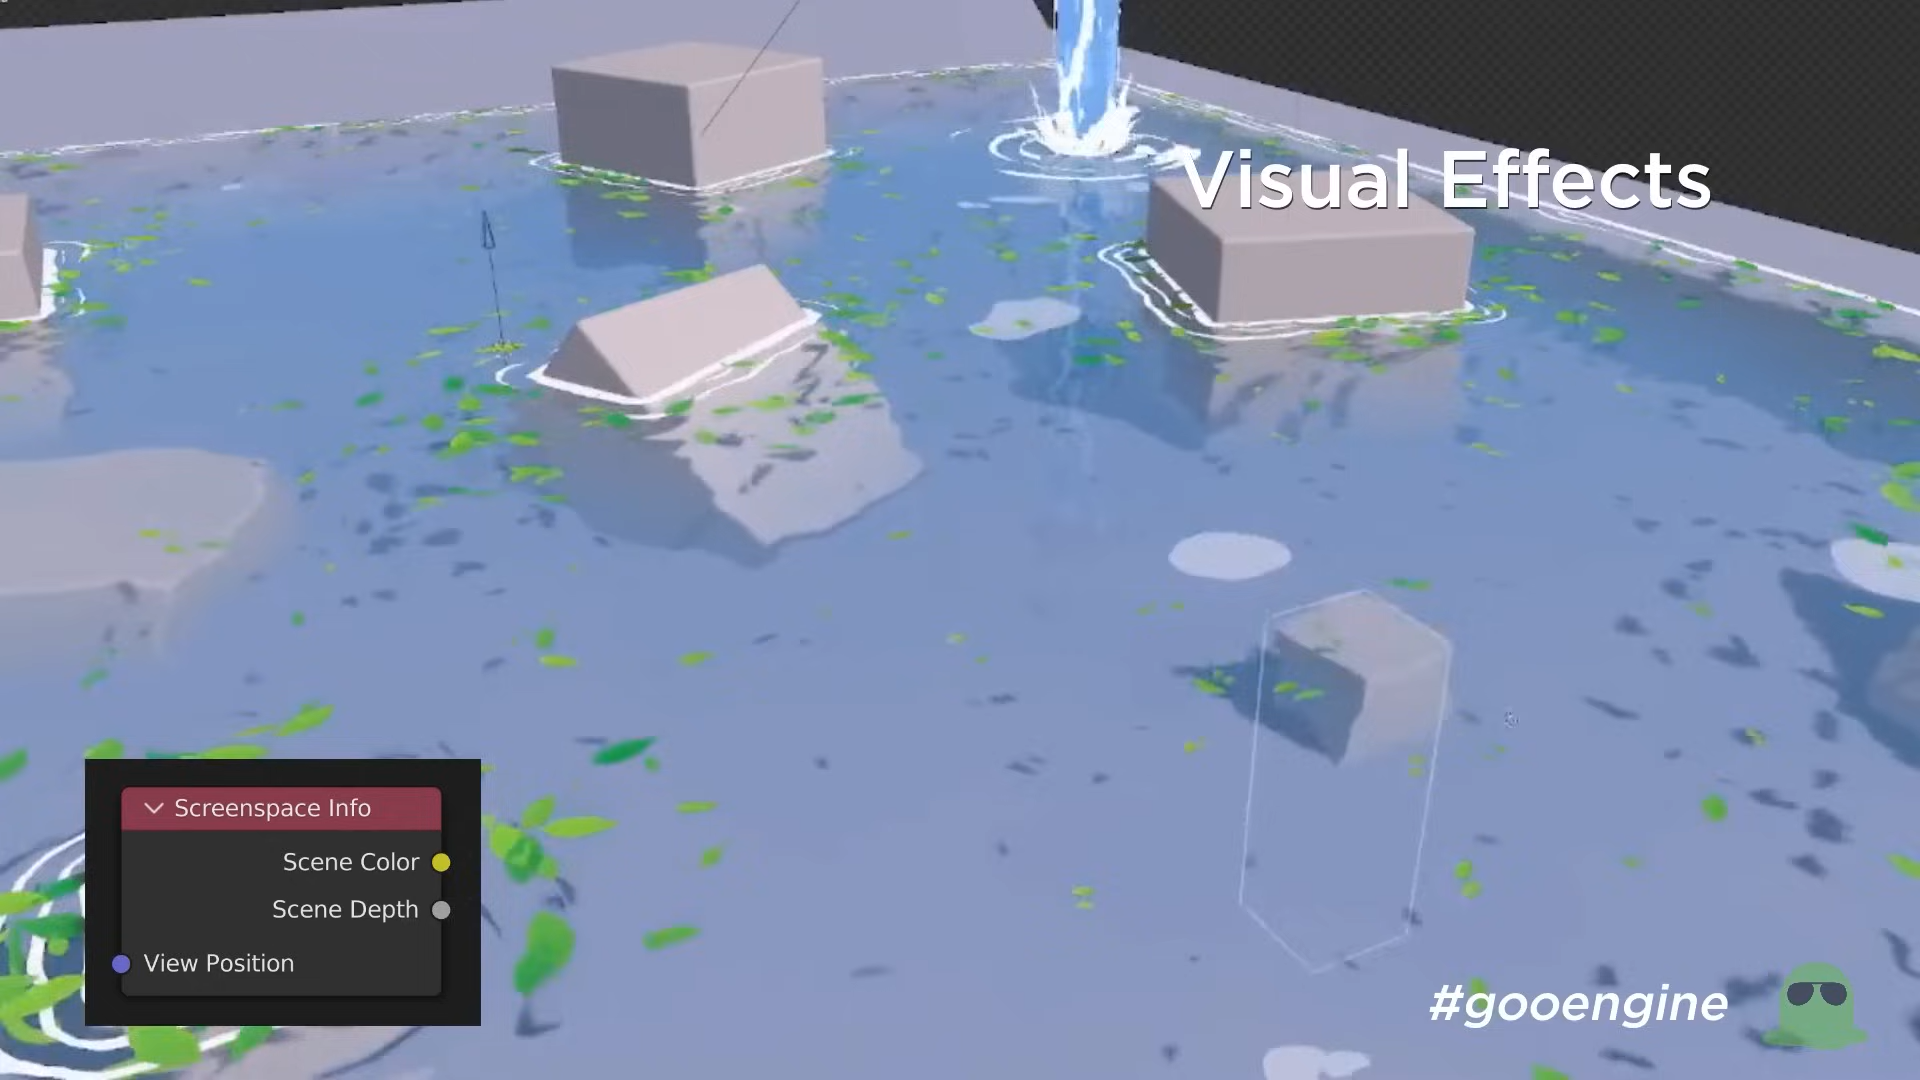 Visual Effects
Screenspace Info
Scene Color
Scene Depth
View Position
#gooengine